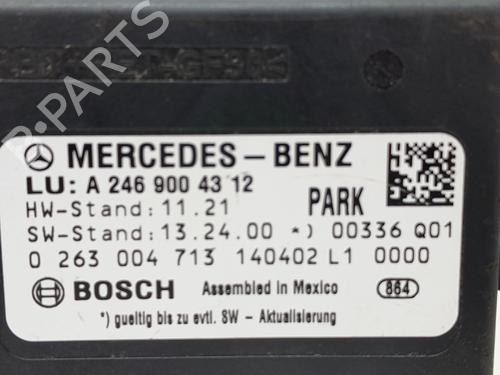 MERCEDES-BENZ
LU: A 246 900 43 12
HW-Stand: 11.21 PARK
SW-Stand: 13.24.00 *) 00336 Q01
0 263 004 713 140402 L1 0000
BOSCH Assembled in Mexico 864
*) gueltig bis zu evtl. SW - Aktualisierung